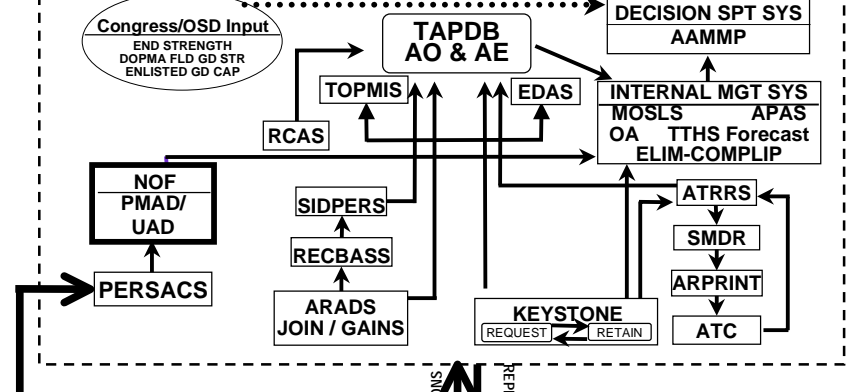 Congress/OSD Input
END STRENGTH
DOPMA FLD GD STR
ENLISTED GD CAP
TAPDB
AO & AE
DECISION SPT SYS
AAMMP
TOPMIS
EDAS
INTERNAL MGT SYS
MOSLS APAS
OA TTHS Forecast
ELIM-COMPLIP
RCAS
NOF
PMAD/
UAD
SIDPERS
ATRRS
RECBASS
SMDR
PERSACS
ARADS
JOIN / GAINS
ARPRINT
KEYSTONE
REQUEST RETAIN
ATC